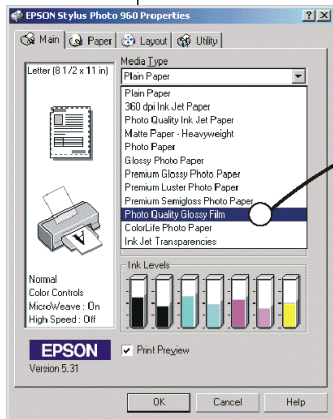 EPSON Stylus Photo 960 Properties
Main Paper Layout Utility
Letter (8 1/2 x 11 in)
Media Type
Plain Paper
Plain Paper
360 dpi Ink Jet Paper
Photo Quality Ink Jet Paper
Matte Paper - Heavyweight
Photo Paper
Glossy Photo Paper
Premium Glossy Photo Paper
Premium Luster Photo Paper
Premium Semigloss Photo Paper
Photo Quality Glossy Film
ColorLife Photo Paper
Ink Jet Transparencies
A
Normal
Color Controls
MicroWeave : On
High Speed : Off
Ink Levels
EPSON
Version 5.31
Print Preview
OK Cancel Help